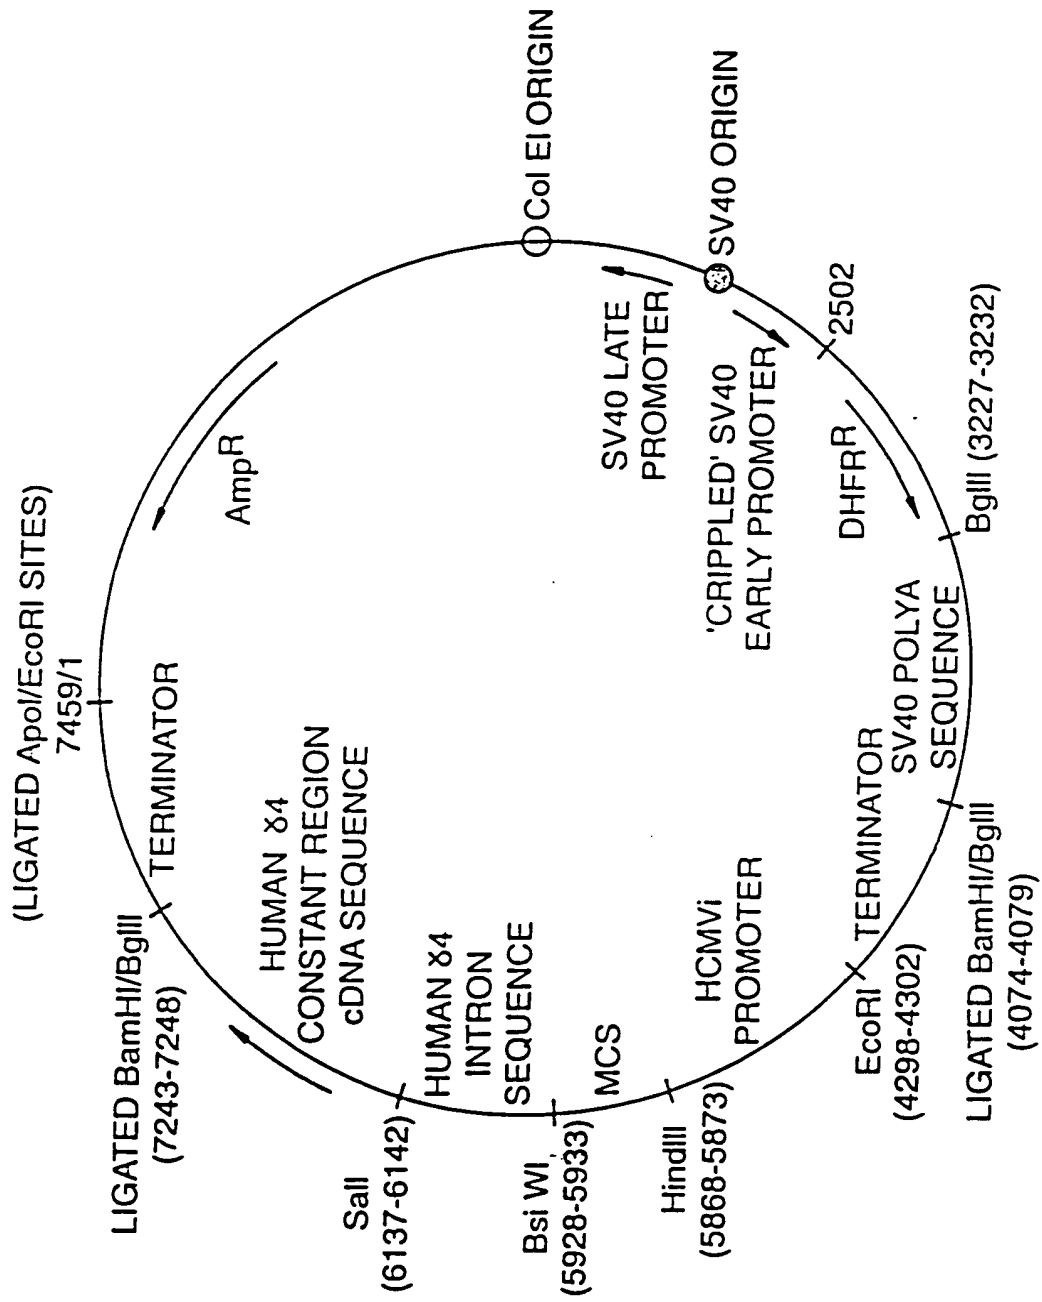 (LIGATED ApoI/EcoRI SITES)
7459/1
TERMINATOR
AmpR
Col EI ORIGIN
SV40 LATE
PROMOTER
SV40 ORIGIN
'CRIPPLED' SV40
EARLY PROMOTER
2502
DHFRR
BglII (3227-3232)
SV40 POLYA
SEQUENCE
LIGATED BamHI/BglII
(4074-4079)
TERMINATOR
EcoRI
(4298-4302)
HCMVi
PROMOTER
HindIII
(5868-5873)
MCS
Bsi WI
(5928-5933)
HUMAN ɣ4
INTRON
SEQUENCE
SalI
(6137-6142)
HUMAN ɣ4
CONSTANT REGION
cDNA SEQUENCE
LIGATED BamHI/BglII
(7243-7248)